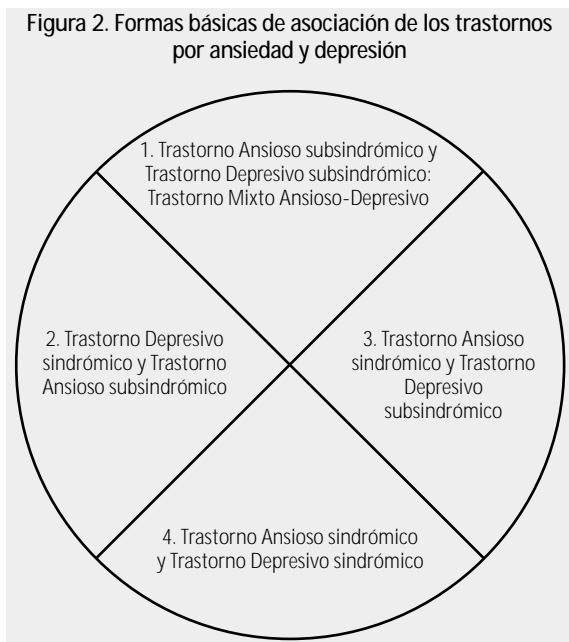 Figura 2. Formas básicas de asociación de los trastornos
por ansiedad y depresión
1. Trastorno Ansioso subsindrómico y
Trastorno Depresivo subsindrómico:
Trastorno Mixto Ansioso-Depresivo
2. Trastorno Depresivo
sindrómico y Trastorno
Ansioso subsindrómico
3. Trastorno Ansioso
sindrómico y Trastorno
Depresivo
subsindrómico
4. Trastorno Ansioso sindrómico
y Trastorno Depresivo sindrómico